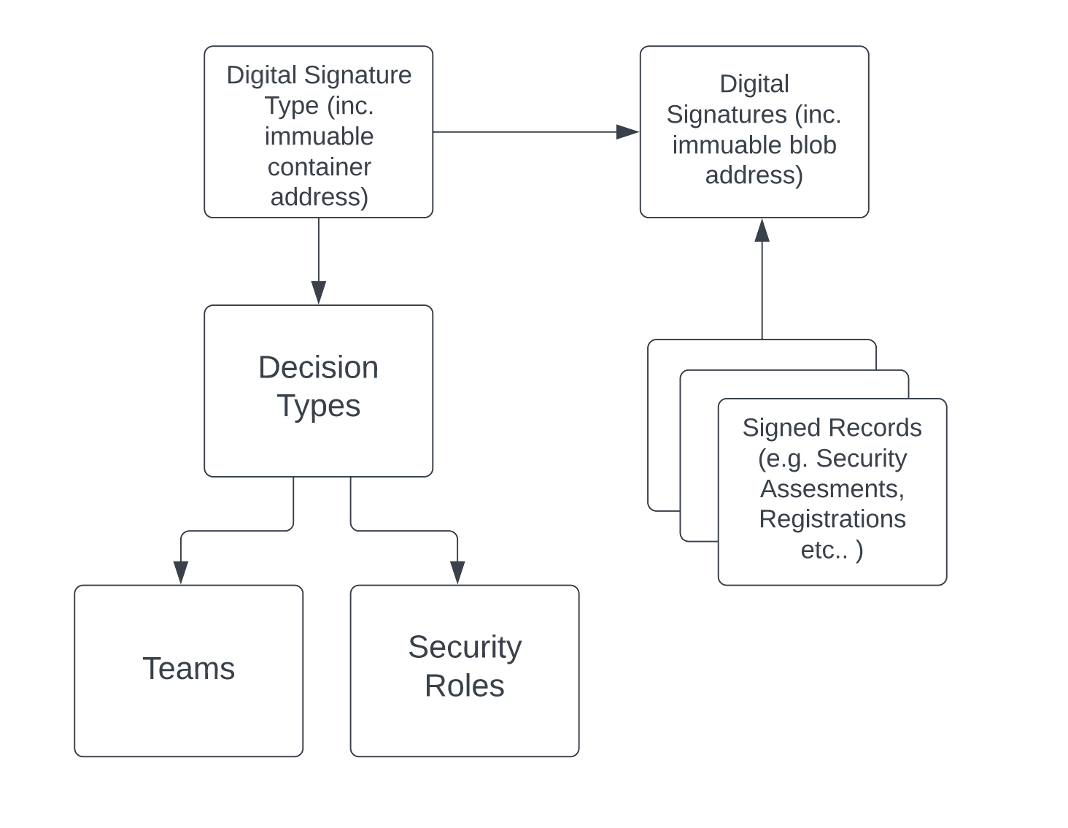 Digital Signature
Type (inc.
immuable
container
address)
Digital
Signatures (inc.
immuable blob
address)
Decision
Types
Signed Records
(e.g. Security
Assesments,
Registrations
etc.. )
Teams
Security
Roles